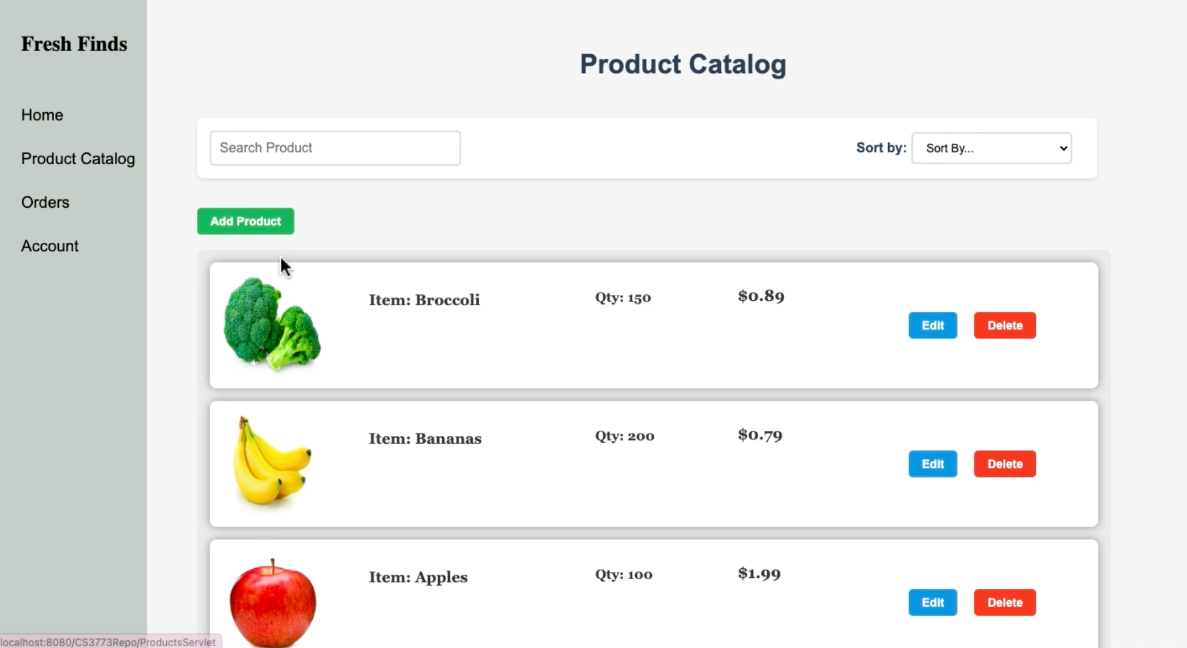 Fresh Finds
Home
Product Catalog
Orders
Account
Product Catalog
Search Product
Sort by: Sort By...
Add Product
Item: Broccoli Qty: 150 $0.89
Edit Delete
Item: Bananas Qty: 200 $0.79
Edit Delete
Item: Apples Qty: 100 $1.99
Edit Delete
localhost:8080/CS3773Repo/ProductsServlet